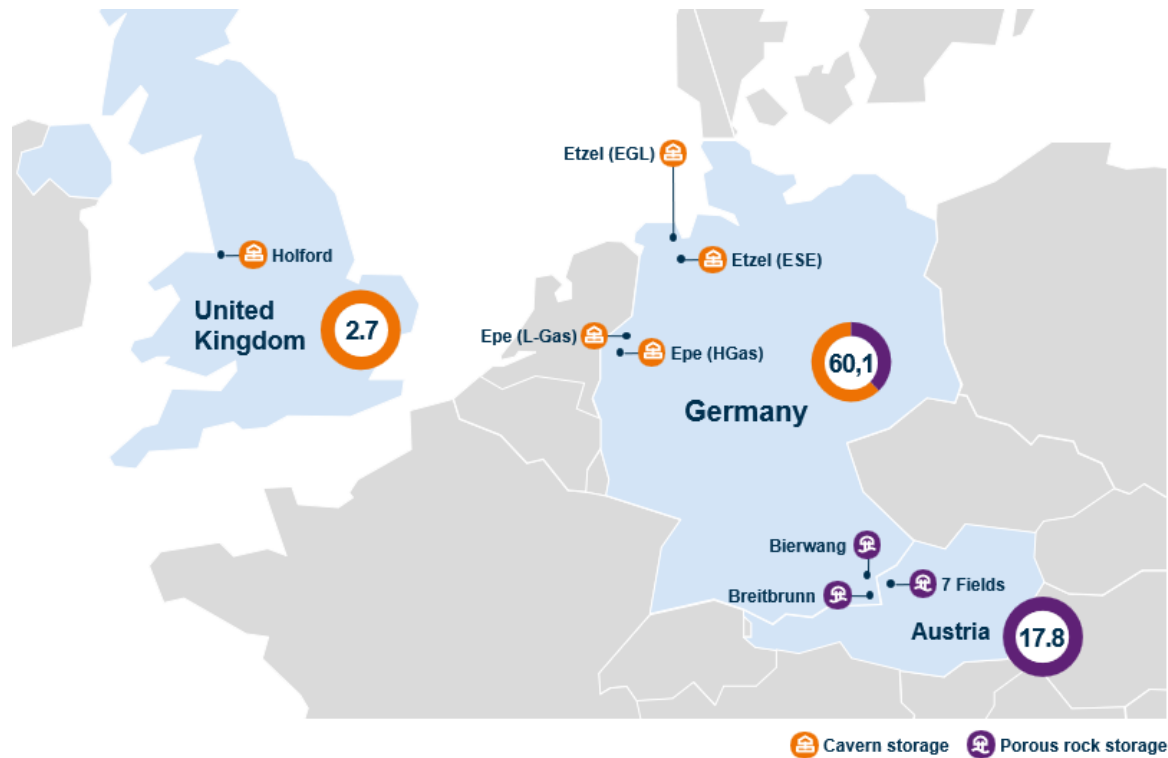 Etzel (EGL)
Holford
Etzel (ESE)
United
Kingdom
2.7
Epe (L-Gas)
Epe (HGas)
60,1
Germany
Bierwang
7 Fields
Breitbrunn
Austria
17.8
Cavern storage
Porous rock storage